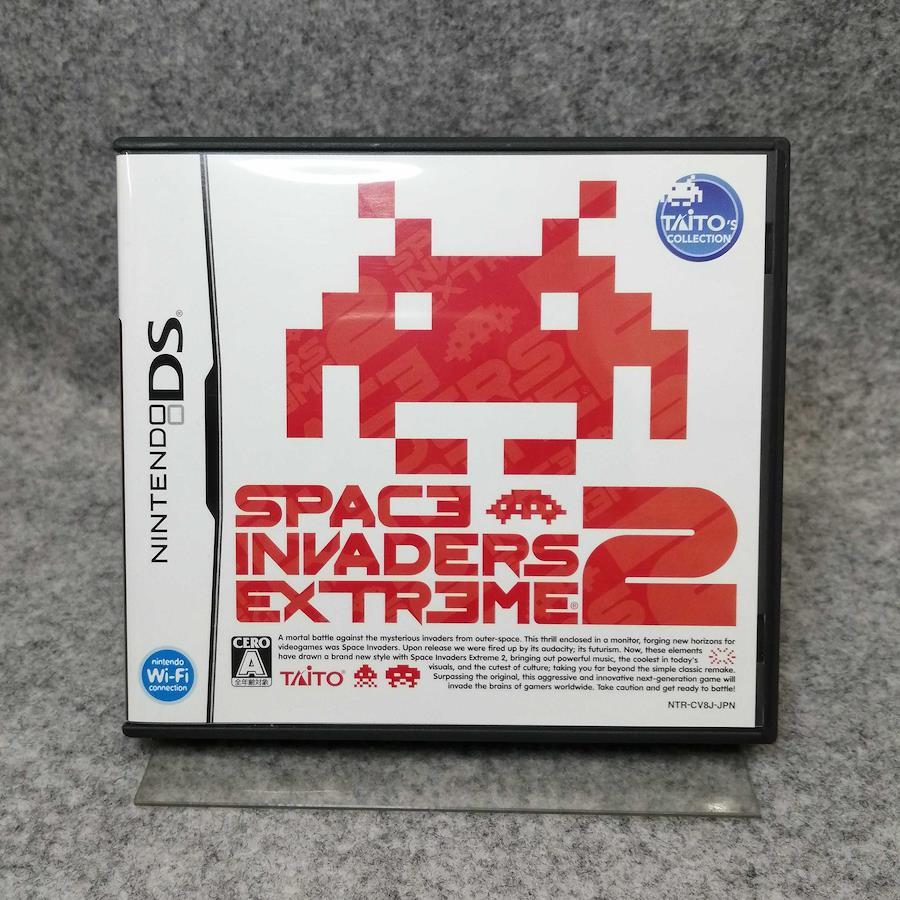 NINTENDO DS®
nintendo
Wi-Fi
connection
TAITO's
COLLECTION
SPACE
INVADERS
EXTREME® 2
CERO
A
全年齢対象
TAITO®
A mortal battle against the mysterious invaders from outer-space. This thrill enclosed in a monitor, forging new horizons for
videogames was Space Invaders. Upon release we were fired up by its audacity; its futurism. Now, these elements
have drawn a brand new style with Space Invaders Extreme 2, bringing out powerful music, the coolest in today's
visuals, and the cutest of culture; taking you far beyond the simple classic remake.
Surpassing the original, this aggressive and innovative next-generation game will
invade the brains of gamers worldwide. Take caution and get ready to battle!
NTR-CV8J-JPN